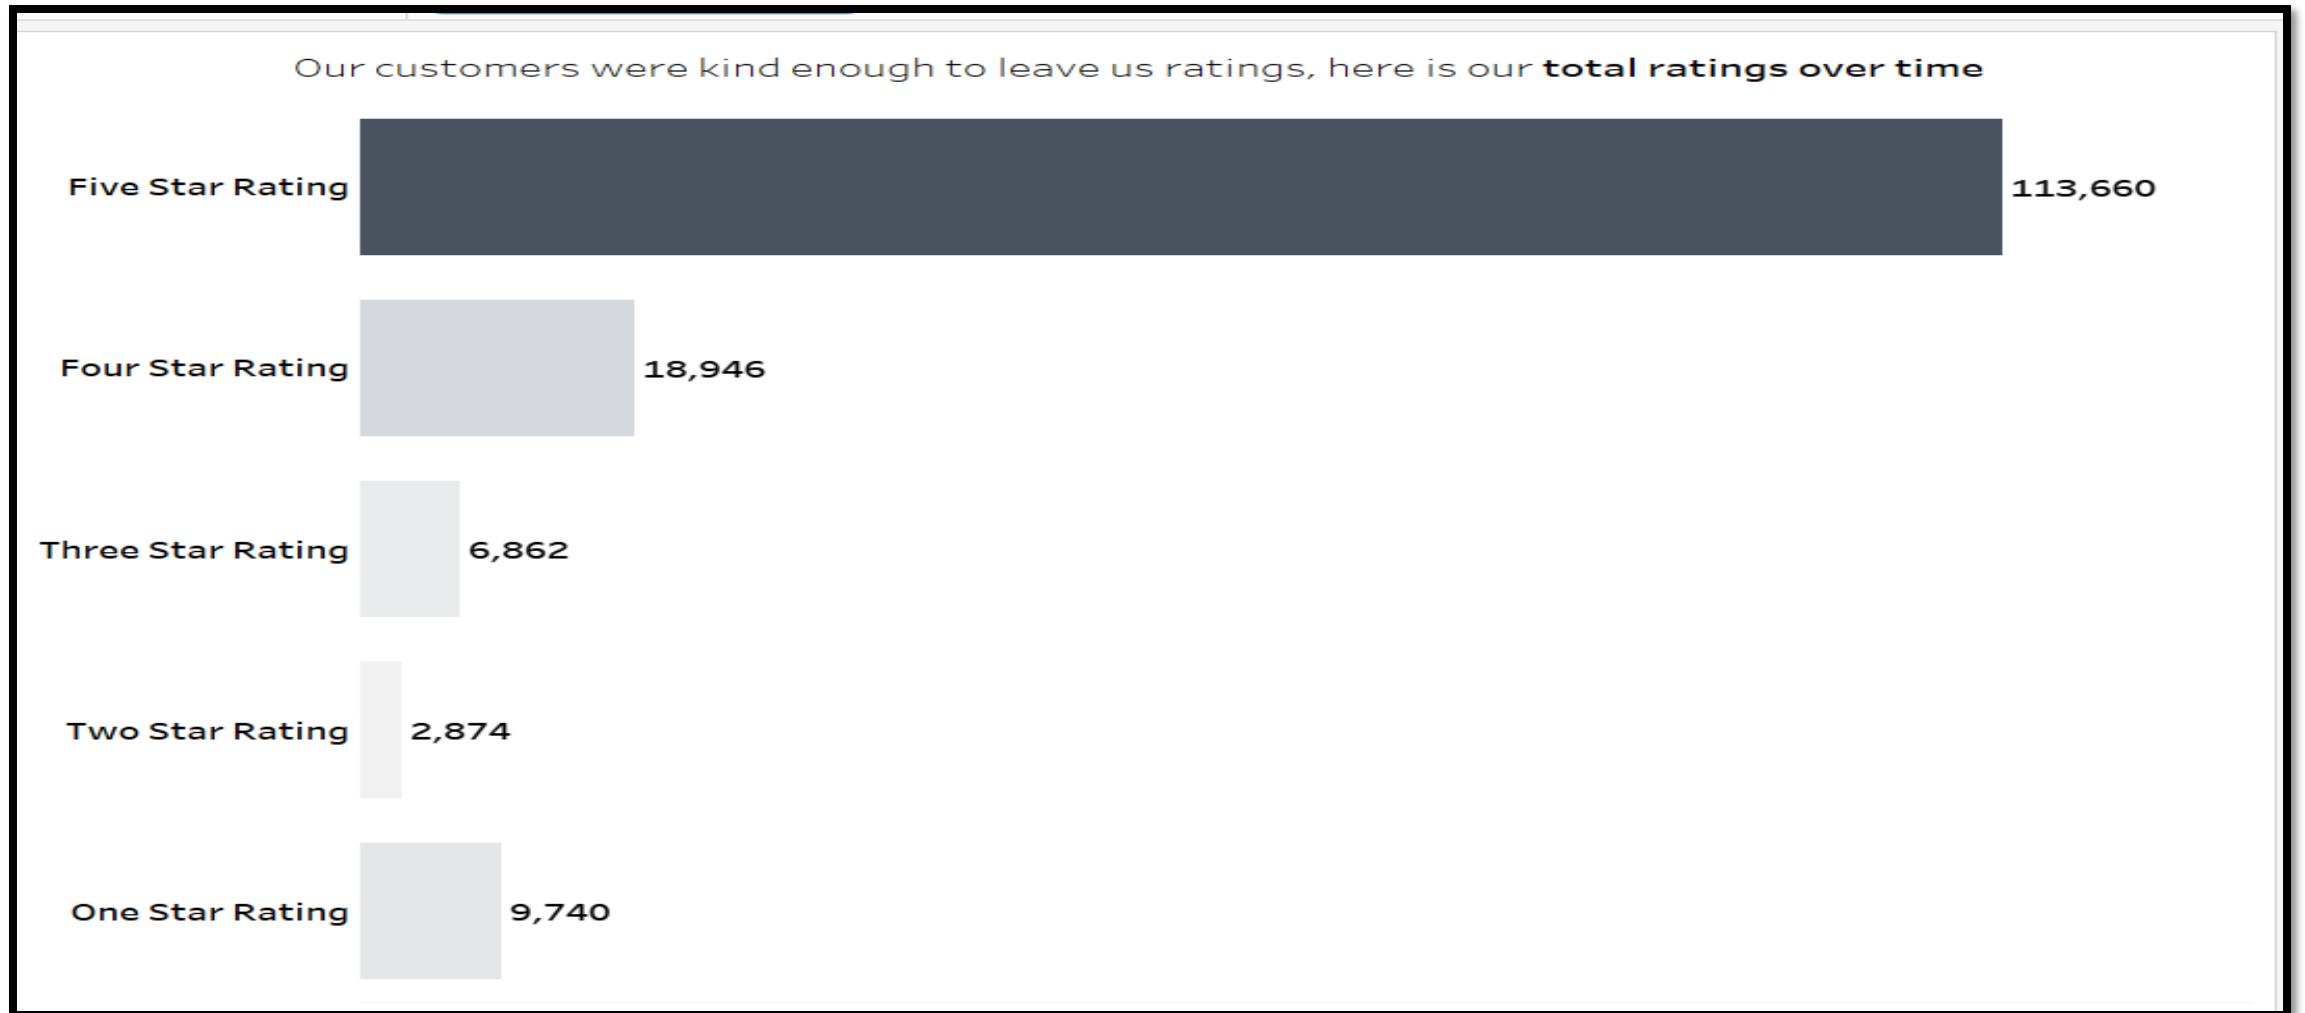 Our customers were kind enough to leave us ratings, here is our total ratings over time
Five Star Rating 113,660
Four Star Rating 18,946
Three Star Rating 6,862
Two Star Rating 2,874
One Star Rating 9,740